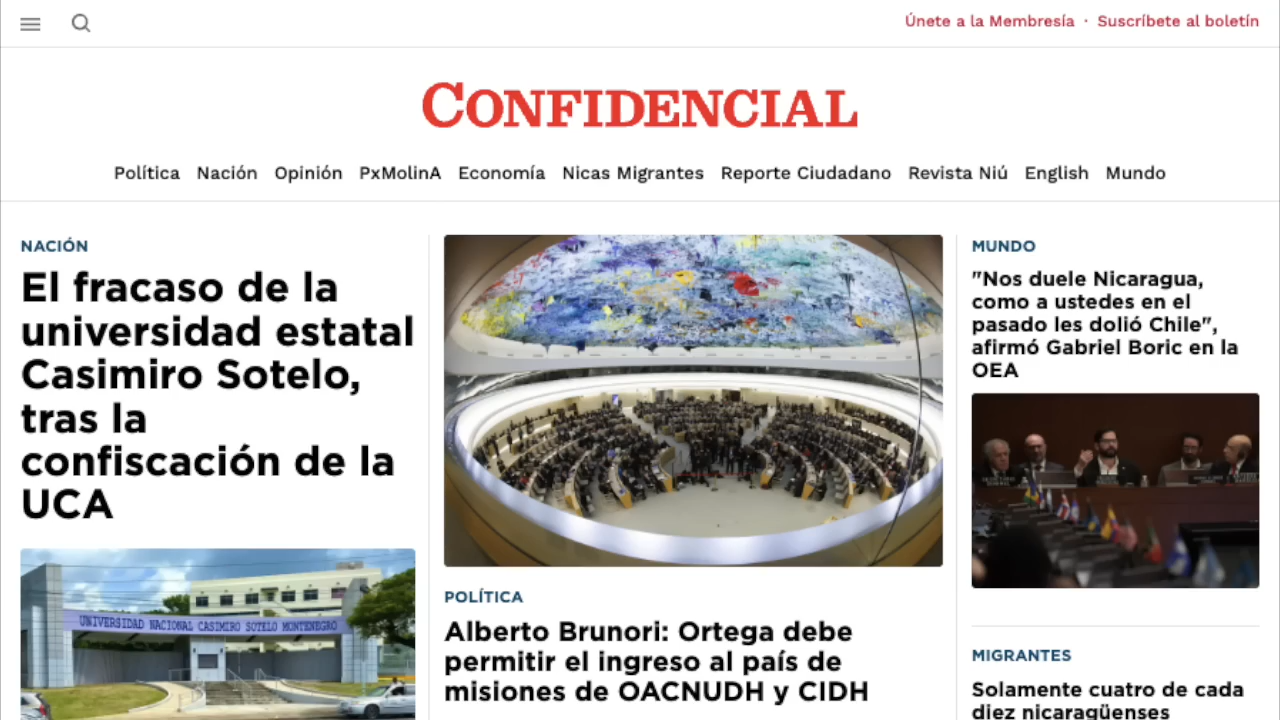 Únete a la Membresía · Suscríbete al boletín
CONFIDENCIAL
Política Nación Opinión PxMolinA Economía Nicas Migrantes Reporte Ciudadano Revista Niú English Mundo
NACIÓN
El fracaso de la
universidad estatal
Casimiro Sotelo,
tras la
confiscación de la
UCA
UNIVERSIDAD NACIONAL CASIMIRO SOTELO MONTENEGRO
POLÍTICA
Alberto Brunori: Ortega debe
permitir el ingreso al país de
misiones de OACNUDH y CIDH
MUNDO
"Nos duele Nicaragua,
como a ustedes en el
pasado les dolió Chile",
afirmó Gabriel Boric en la
OEA
MIGRANTES
Solamente cuatro de cada
diez nicaragüenses